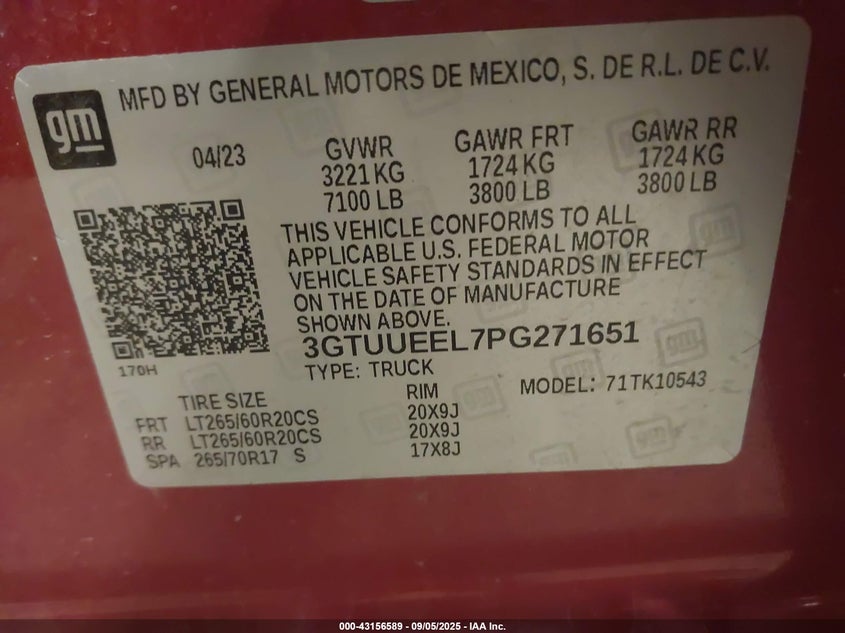 MFD BY GENERAL MOTORS DE MEXICO, S. DE R.L. DE C.V.
gm
04/23
GVWR
3221 KG
7100 LB
GAWR FRT
1724 KG
3800 LB
GAWR RR
1724 KG
3800 LB
THIS VEHICLE CONFORMS TO ALL
APPLICABLE U.S. FEDERAL MOTOR
VEHICLE SAFETY STANDARDS IN EFFECT
ON THE DATE OF MANUFACTURE
SHOWN ABOVE.
3GTUUEEL7PG271651
170H
TYPE: TRUCK
MODEL: 71TK10543
TIRE SIZE RIM
FRT LT265/60R20CS 20X9J
RR LT265/60R20CS 20X9J
SPA 265/70R17 S 17X8J
000-43156589 - 09/05/2025 - IAA Inc.